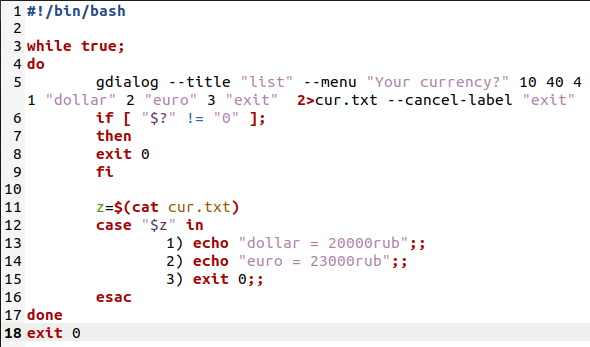 1 #!/bin/bash
2
3 while true;
4 do
5 gdialog --title "list" --menu "Your currency?" 10 40 4
1 "dollar" 2 "euro" 3 "exit" 2>cur.txt --cancel-label "exit"
6 if [ "$?" != "0" ];
7 then
8 exit 0
9 fi
10
11 z=$(cat cur.txt)
12 case "$z" in
13 1) echo "dollar = 20000rub";;
14 2) echo "euro = 23000rub";;
15 3) exit 0;;
16 esac
17 done
18 exit 0